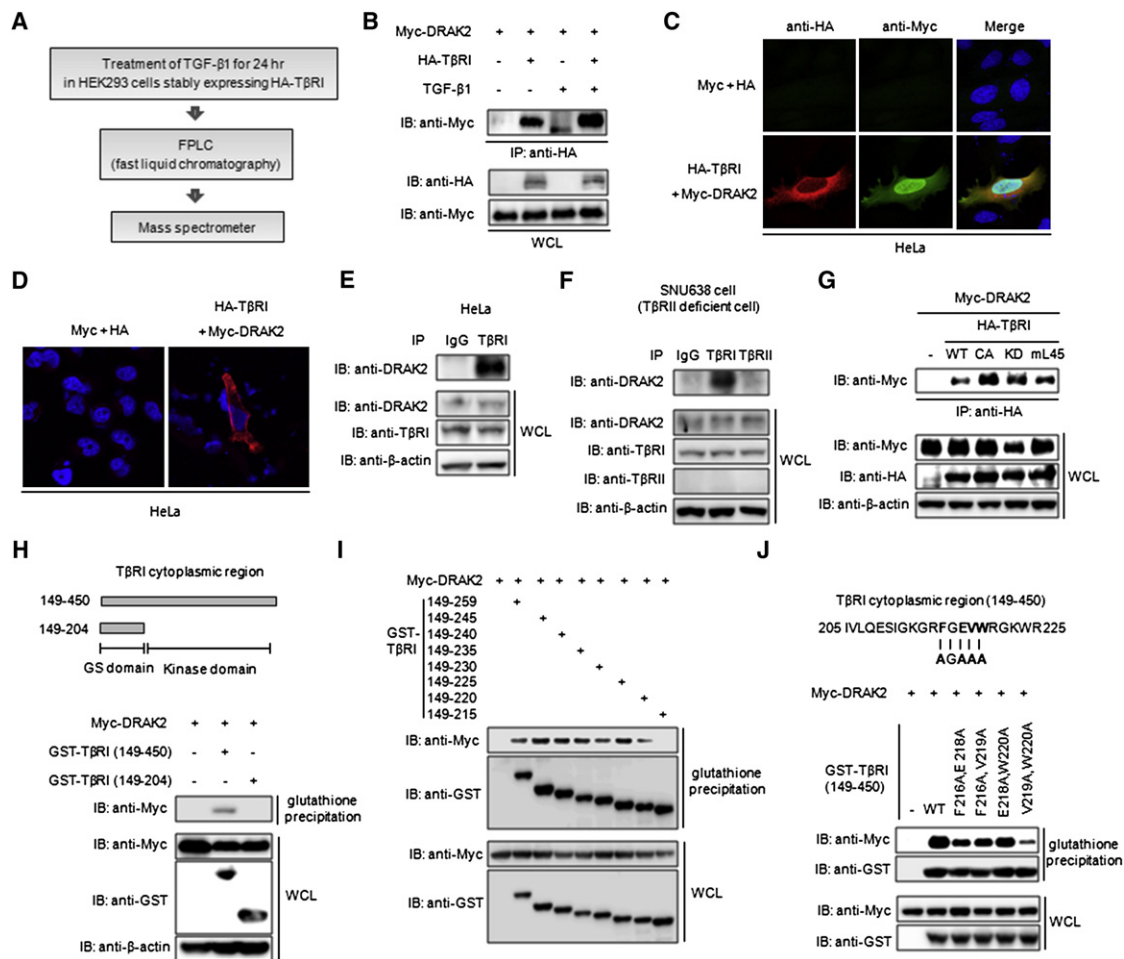 A
Treatment of TGF-β1 for 24 hr
in HEK293 cells stably expressing HA-TβRI
FPLC
(fast liquid chromatography)
Mass spectrometer
B
Myc-DRAK2 + + + +
HA-TβRI - + - +
TGF-β1 - - + +
IB: anti-Myc
IP: anti-HA
IB: anti-HA
IB: anti-Myc
WCL
C
anti-HA anti-Myc Merge
Myc + HA
HA-TβRI
+ Myc-DRAK2
HeLa
D
Myc + HA
HA-TβRI
+ Myc-DRAK2
HeLa
E
HeLa
IP IgG TβRI
IB: anti-DRAK2
IB: anti-DRAK2
IB: anti-TβRI
IB: anti-β-actin
WCL
F
SNU638 cell
(TβRII deficient cell)
IP IgG TβRI TβRII
IB: anti-DRAK2
IB: anti-DRAK2
IB: anti-TβRI
IB: anti-TβRII
IB: anti-β-actin
WCL
G
Myc-DRAK2
HA-TβRI
- WT CA KD mL45
IB: anti-Myc
IP: anti-HA
IB: anti-Myc
IB: anti-HA
IB: anti-β-actin
WCL
H
TβRI cytoplasmic region
149-450
149-204
GS domain Kinase domain
Myc-DRAK2 + + +
GST-TβRI (149-450) - + -
GST-TβRI (149-204) - - +
IB: anti-Myc
glutathione
precipitation
IB: anti-Myc
IB: anti-GST
IB: anti-β-actin
WCL
I
Myc-DRAK2 + + + + + + + + +
GST-
TβRI
149-259 +
149-245 +
149-240 +
149-235 +
149-230 +
149-225 +
149-220 +
149-215 +
IB: anti-Myc
IB: anti-GST
glutathione
precipitation
IB: anti-Myc
IB: anti-GST
WCL
J
TβRI cytoplasmic region (149-450)
205 IVLQESIGKGRFGEVWRGKWR 225
AGAAA
Myc-DRAK2 + + + + + +
GST-TβRI
(149-450)
-
WT
F216A,E 218A
F216A, V219A
E218A,W220A
V219A, W220A
IB: anti-Myc
IB: anti-GST
glutathione
precipitation
IB: anti-Myc
IB: anti-GST
WCL